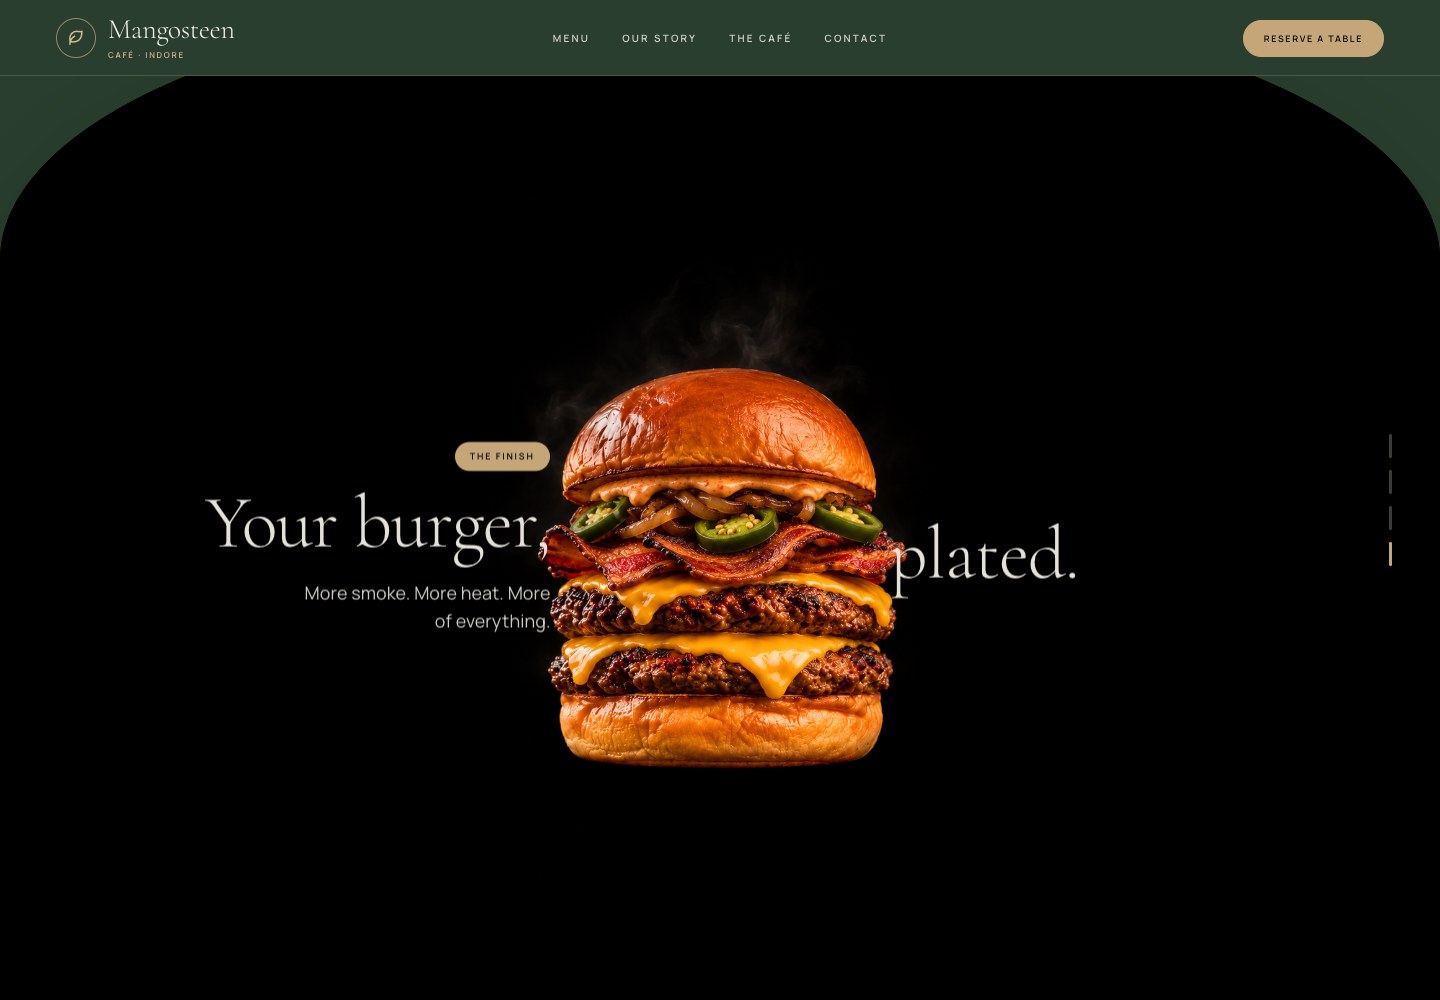 Mangosteen
CAFÉ · INDORE
MENU
OUR STORY
THE CAFÉ
CONTACT
RESERVE A TABLE
THE FINISH
Your burger,
plated.
More smoke. More heat. More
of everything.